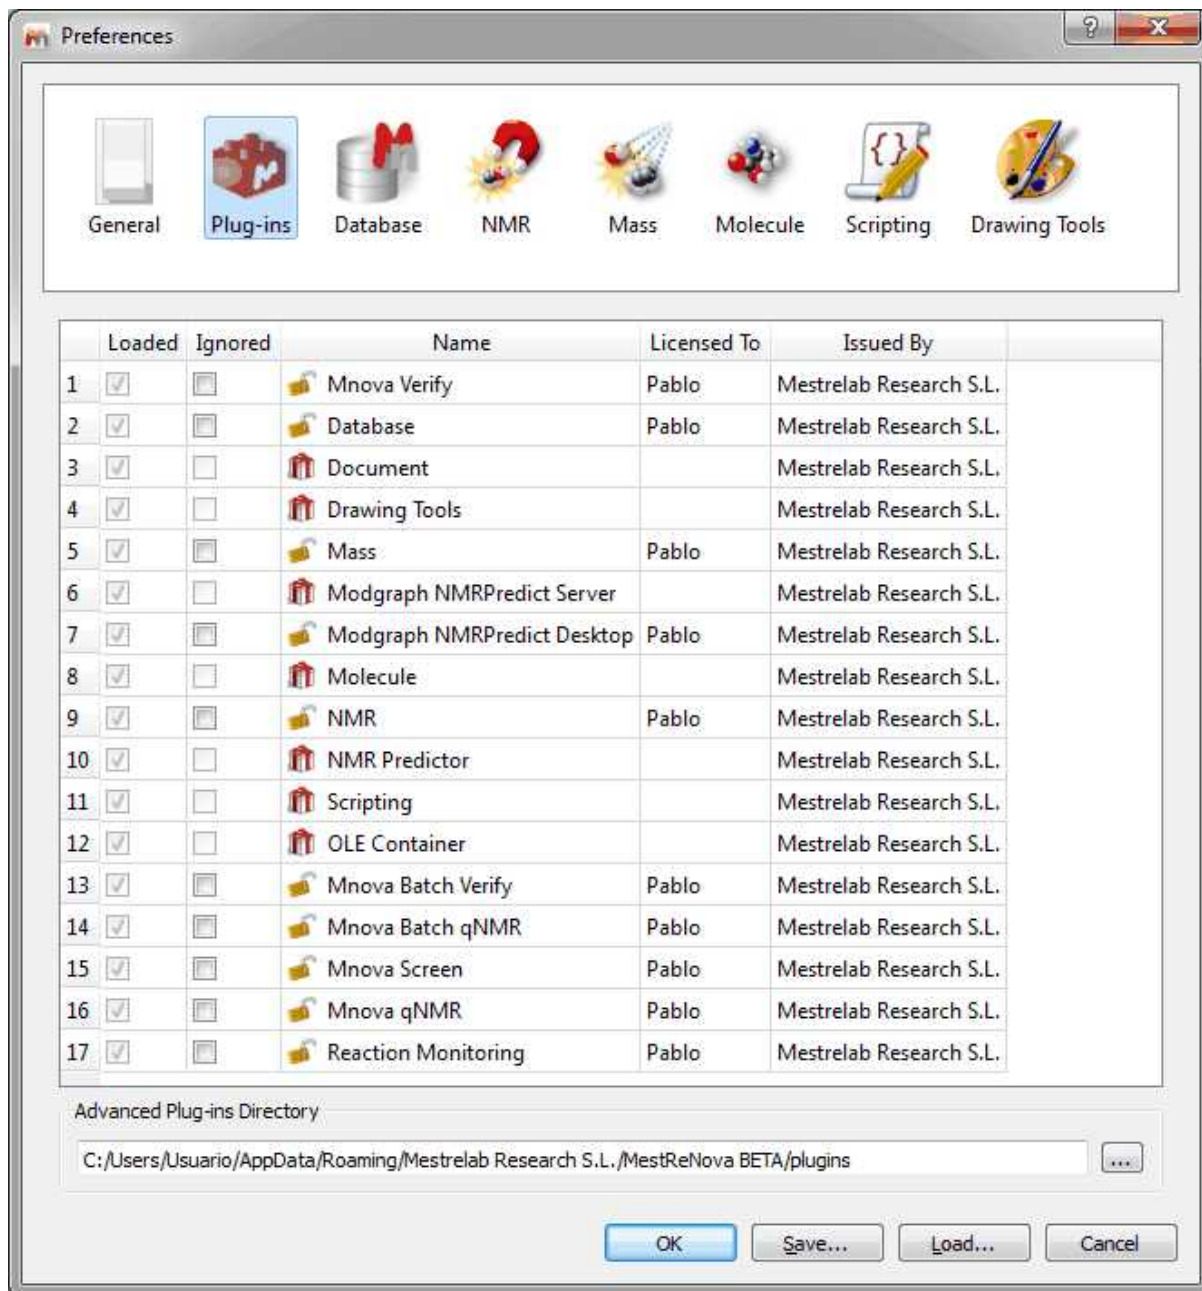 Preferences
General Plug-ins Database NMR Mass Molecule Scripting Drawing Tools
Loaded Ignored Name Licensed To Issued By
1 Mnova Verify Pablo Mestrelab Research S.L.
2 Database Pablo Mestrelab Research S.L.
3 Document Mestrelab Research S.L.
4 Drawing Tools Mestrelab Research S.L.
5 Mass Pablo Mestrelab Research S.L.
6 Modgraph NMRPredict Server Mestrelab Research S.L.
7 Modgraph NMRPredict Desktop Pablo Mestrelab Research S.L.
8 Molecule Mestrelab Research S.L.
9 NMR Pablo Mestrelab Research S.L.
10 NMR Predictor Mestrelab Research S.L.
11 Scripting Mestrelab Research S.L.
12 OLE Container Mestrelab Research S.L.
13 Mnova Batch Verify Pablo Mestrelab Research S.L.
14 Mnova Batch qNMR Pablo Mestrelab Research S.L.
15 Mnova Screen Pablo Mestrelab Research S.L.
16 Mnova qNMR Pablo Mestrelab Research S.L.
17 Reaction Monitoring Pablo Mestrelab Research S.L.
Advanced Plug-ins Directory
C:/Users/Usuario/AppData/Roaming/Mestrelab Research S.L./MestReNova BETA/plugins ...
OK Save... Load... Cancel